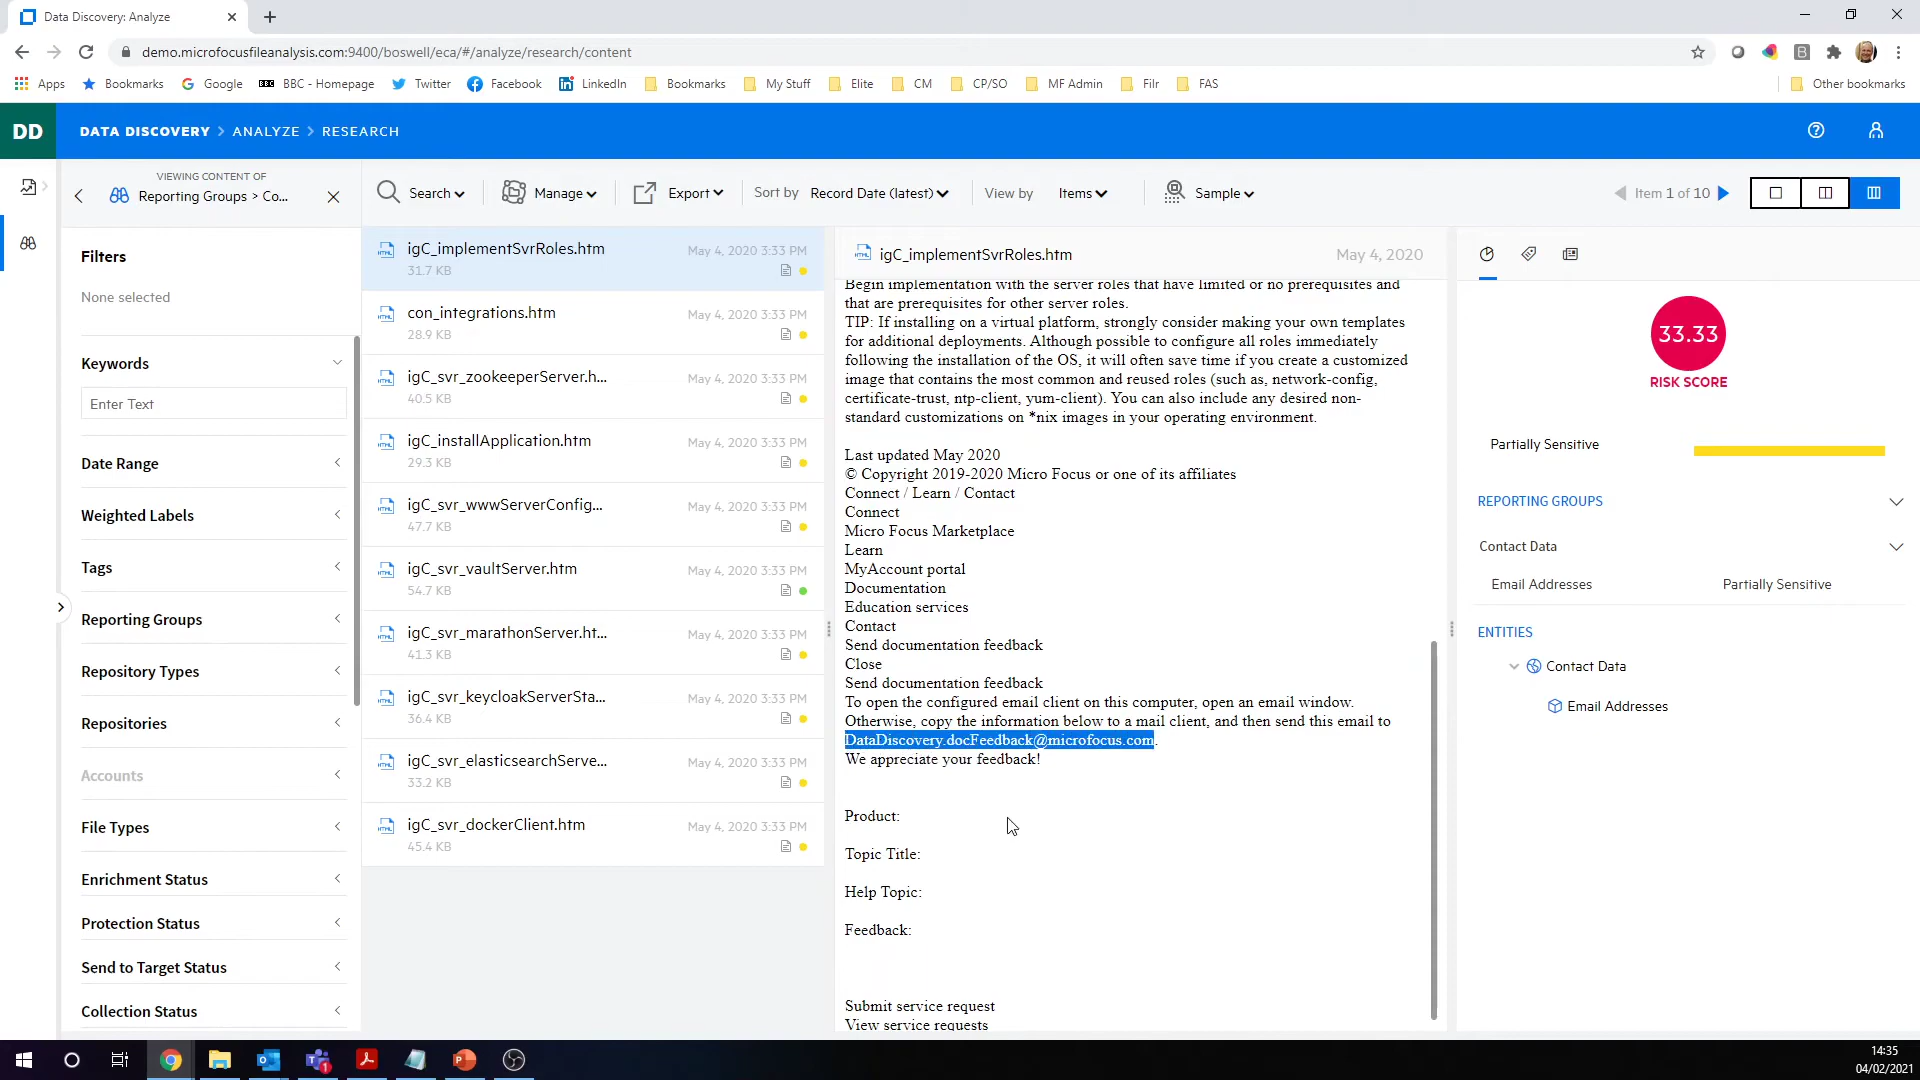 Data Discovery: Analyze
demo.microfocusfileanalysis.com:9400/boswell/eca/#/analyze/research/content
Apps
Bookmarks
Google
BBC - Homepage
Twitter
Facebook
LinkedIn
Bookmarks
My Stuff
Elite
CM
CP/SO
MF Admin
Filr
FAS
Other bookmarks
DD
DATA DISCOVERY > ANALYZE > RESEARCH
VIEWING CONTENT OF
Reporting Groups > Co...
Search
Manage
Export
Sort by Record Date (latest)
View by Items
Sample
Item 1 of 10
Filters
None selected
Keywords
Enter Text
Date Range
Weighted Labels
Tags
Reporting Groups
Repository Types
Repositories
Accounts
File Types
Enrichment Status
Protection Status
Send to Target Status
Collection Status
igC_implementSvrRoles.htm May 4, 2020 3:33 PM
31.7 KB
con_integrations.htm May 4, 2020 3:33 PM
28.9 KB
igC_svr_zookeeperServer.h... May 4, 2020 3:33 PM
40.5 KB
igC_installApplication.htm May 4, 2020 3:33 PM
29.3 KB
igC_svr_wwwServerConfig... May 4, 2020 3:33 PM
47.7 KB
igC_svr_vaultServer.htm May 4, 2020 3:33 PM
54.7 KB
igC_svr_marathonServer.ht... May 4, 2020 3:33 PM
41.3 KB
igC_svr_keycloakServerSta... May 4, 2020 3:33 PM
36.4 KB
igC_svr_elasticsearchServe... May 4, 2020 3:33 PM
33.2 KB
igC_svr_dockerClient.htm May 4, 2020 3:33 PM
45.4 KB
igC_implementSvrRoles.htm May 4, 2020
Begin implementation with the server roles that have limited or no prerequisites and
that are prerequisites for other server roles.
TIP: If installing on a virtual platform, strongly consider making your own templates
for additional deployments. Although possible to configure all roles immediately
following the installation of the OS, it will often save time if you create a customized
image that contains the most common and reused roles (such as, network-config,
certificate-trust, ntp-client, yum-client). You can also include any desired non-
standard customizations on *nix images in your operating environment.
Last updated May 2020
© Copyright 2019-2020 Micro Focus or one of its affiliates
Connect / Learn / Contact
Connect
Micro Focus Marketplace
Learn
MyAccount portal
Documentation
Education services
Contact
Send documentation feedback
Close
Send documentation feedback
To open the configured email client on this computer, open an email window.
Otherwise, copy the information below to a mail client, and then send this email to
DataDiscovery.docFeedback@microfocus.com.
We appreciate your feedback!
Product:
Topic Title:
Help Topic:
Feedback:
Submit service request
View service requests
33.33
RISK SCORE
Partially Sensitive
REPORTING GROUPS
Contact Data
Email Addresses Partially Sensitive
ENTITIES
Contact Data
Email Addresses
14:35
04/02/2021